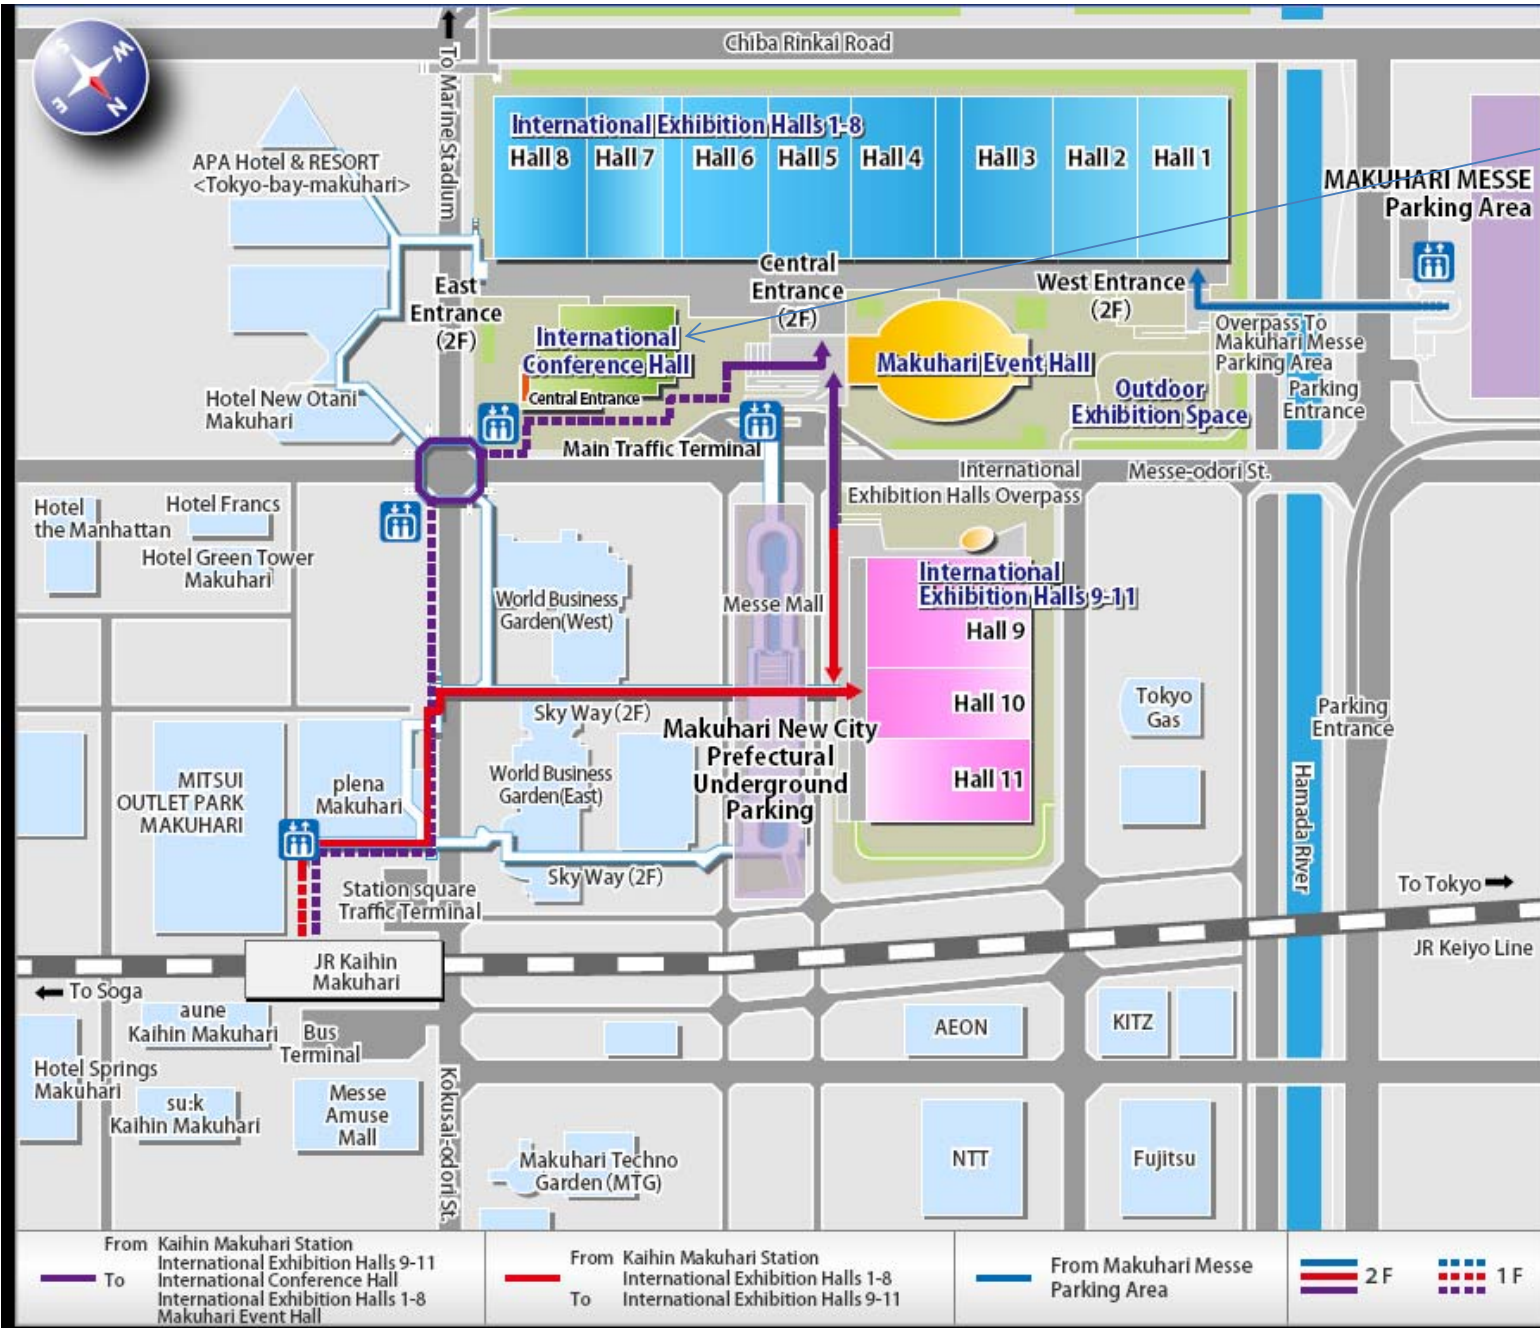 Chiba Rinkai Road
S
W
E
N
To Marine Stadium
International Exhibition Halls 1-8
Hall 8
Hall 7
Hall 6
Hall 5
Hall 4
Hall 3
Hall 2
Hall 1
APA Hotel & RESORT
<Tokyo-bay-makuhari>
MAKUHARI MESSE
Parking Area
East
Entrance
(2F)
Central
Entrance
(2F)
West Entrance
(2F)
International
Conference Hall
Central Entrance
Makuhari Event Hall
Overpass To
Makuhari Messe
Parking Area
Parking
Entrance
Outdoor
Exhibition Space
Hotel New Otani
Makuhari
Main Traffic Terminal
International
Exhibition Halls Overpass
Messe-odori St.
Hotel
the Manhattan
Hotel Francs
Hotel Green Tower
Makuhari
World Business
Garden(West)
Messe Mall
International
Exhibition Halls 9-11
Hall 9
Hall 10
Hall 11
Sky Way (2F)
Makuhari New City
Prefectural
Underground
Parking
Tokyo
Gas
Parking
Entrance
MITSUI
OUTLET PARK
MAKUHARI
plena
Makuhari
World Business
Garden(East)
Hamada River
Sky Way (2F)
Station square
Traffic Terminal
To Tokyo
JR Keiyo Line
JR Kaihin
Makuhari
To Soga
aune
Kaihin Makuhari
Bus
Terminal
AEON
KITZ
Hotel Springs
Makuhari
su:k
Kaihin Makuhari
Messe
Amuse
Mall
Kokusai-odori St.
Makuhari Techno
Garden (MTG)
NTT
Fujitsu
From Kaihin Makuhari Station
International Exhibition Halls 9-11
To International Conference Hall
International Exhibition Halls 1-8
Makuhari Event Hall
From Kaihin Makuhari Station
International Exhibition Halls 1-8
To International Exhibition Halls 9-11
From Makuhari Messe
Parking Area
2 F
1 F